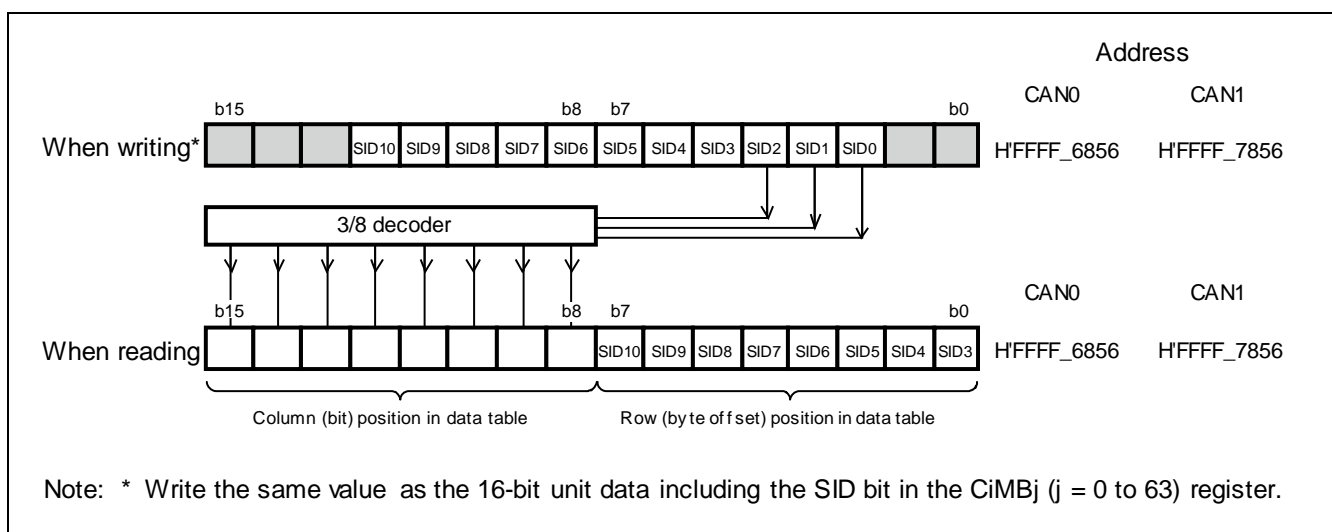 Address
CAN0 CAN1
b15 b8 b7 b0
When writing* SID10 SID9 SID8 SID7 SID6 SID5 SID4 SID3 SID2 SID1 SID0 H'FFFF_6856 H'FFFF_7856
3/8 decoder
CAN0 CAN1
b15 b8 b7 b0
When reading SID10 SID9 SID8 SID7 SID6 SID5 SID4 SID3 H'FFFF_6856 H'FFFF_7856
Column (bit) position in data table Row (byte offset) position in data table
Note: * Write the same value as the 16-bit unit data including the SID bit in the CiMBj (j = 0 to 63) register.